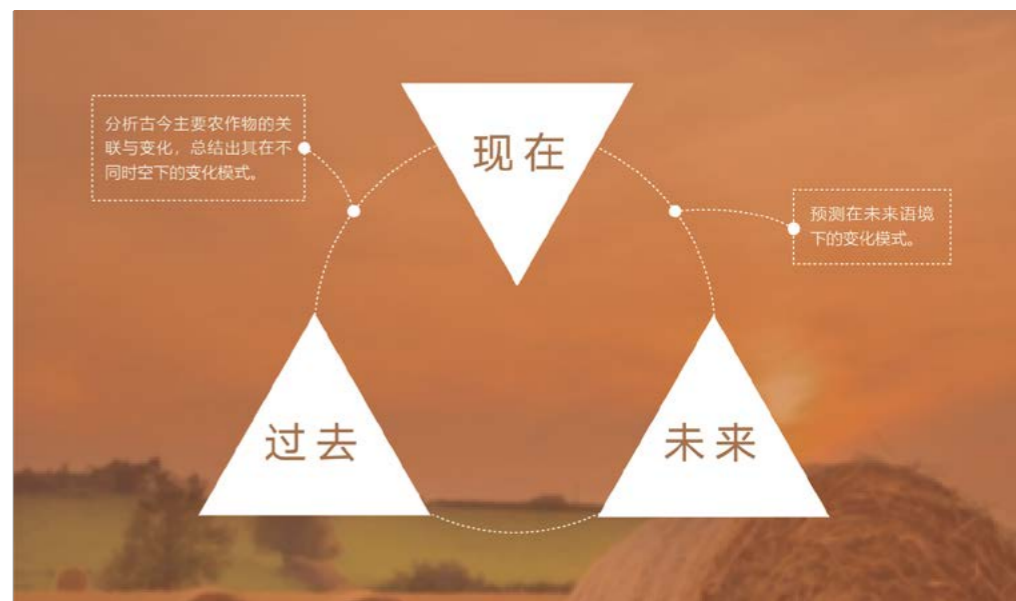 现在
分析古今主要农作物的关
联与变化，总结出其在不
同时空下的变化模式。
预测在未来语境
下的变化模式。
过去
未来